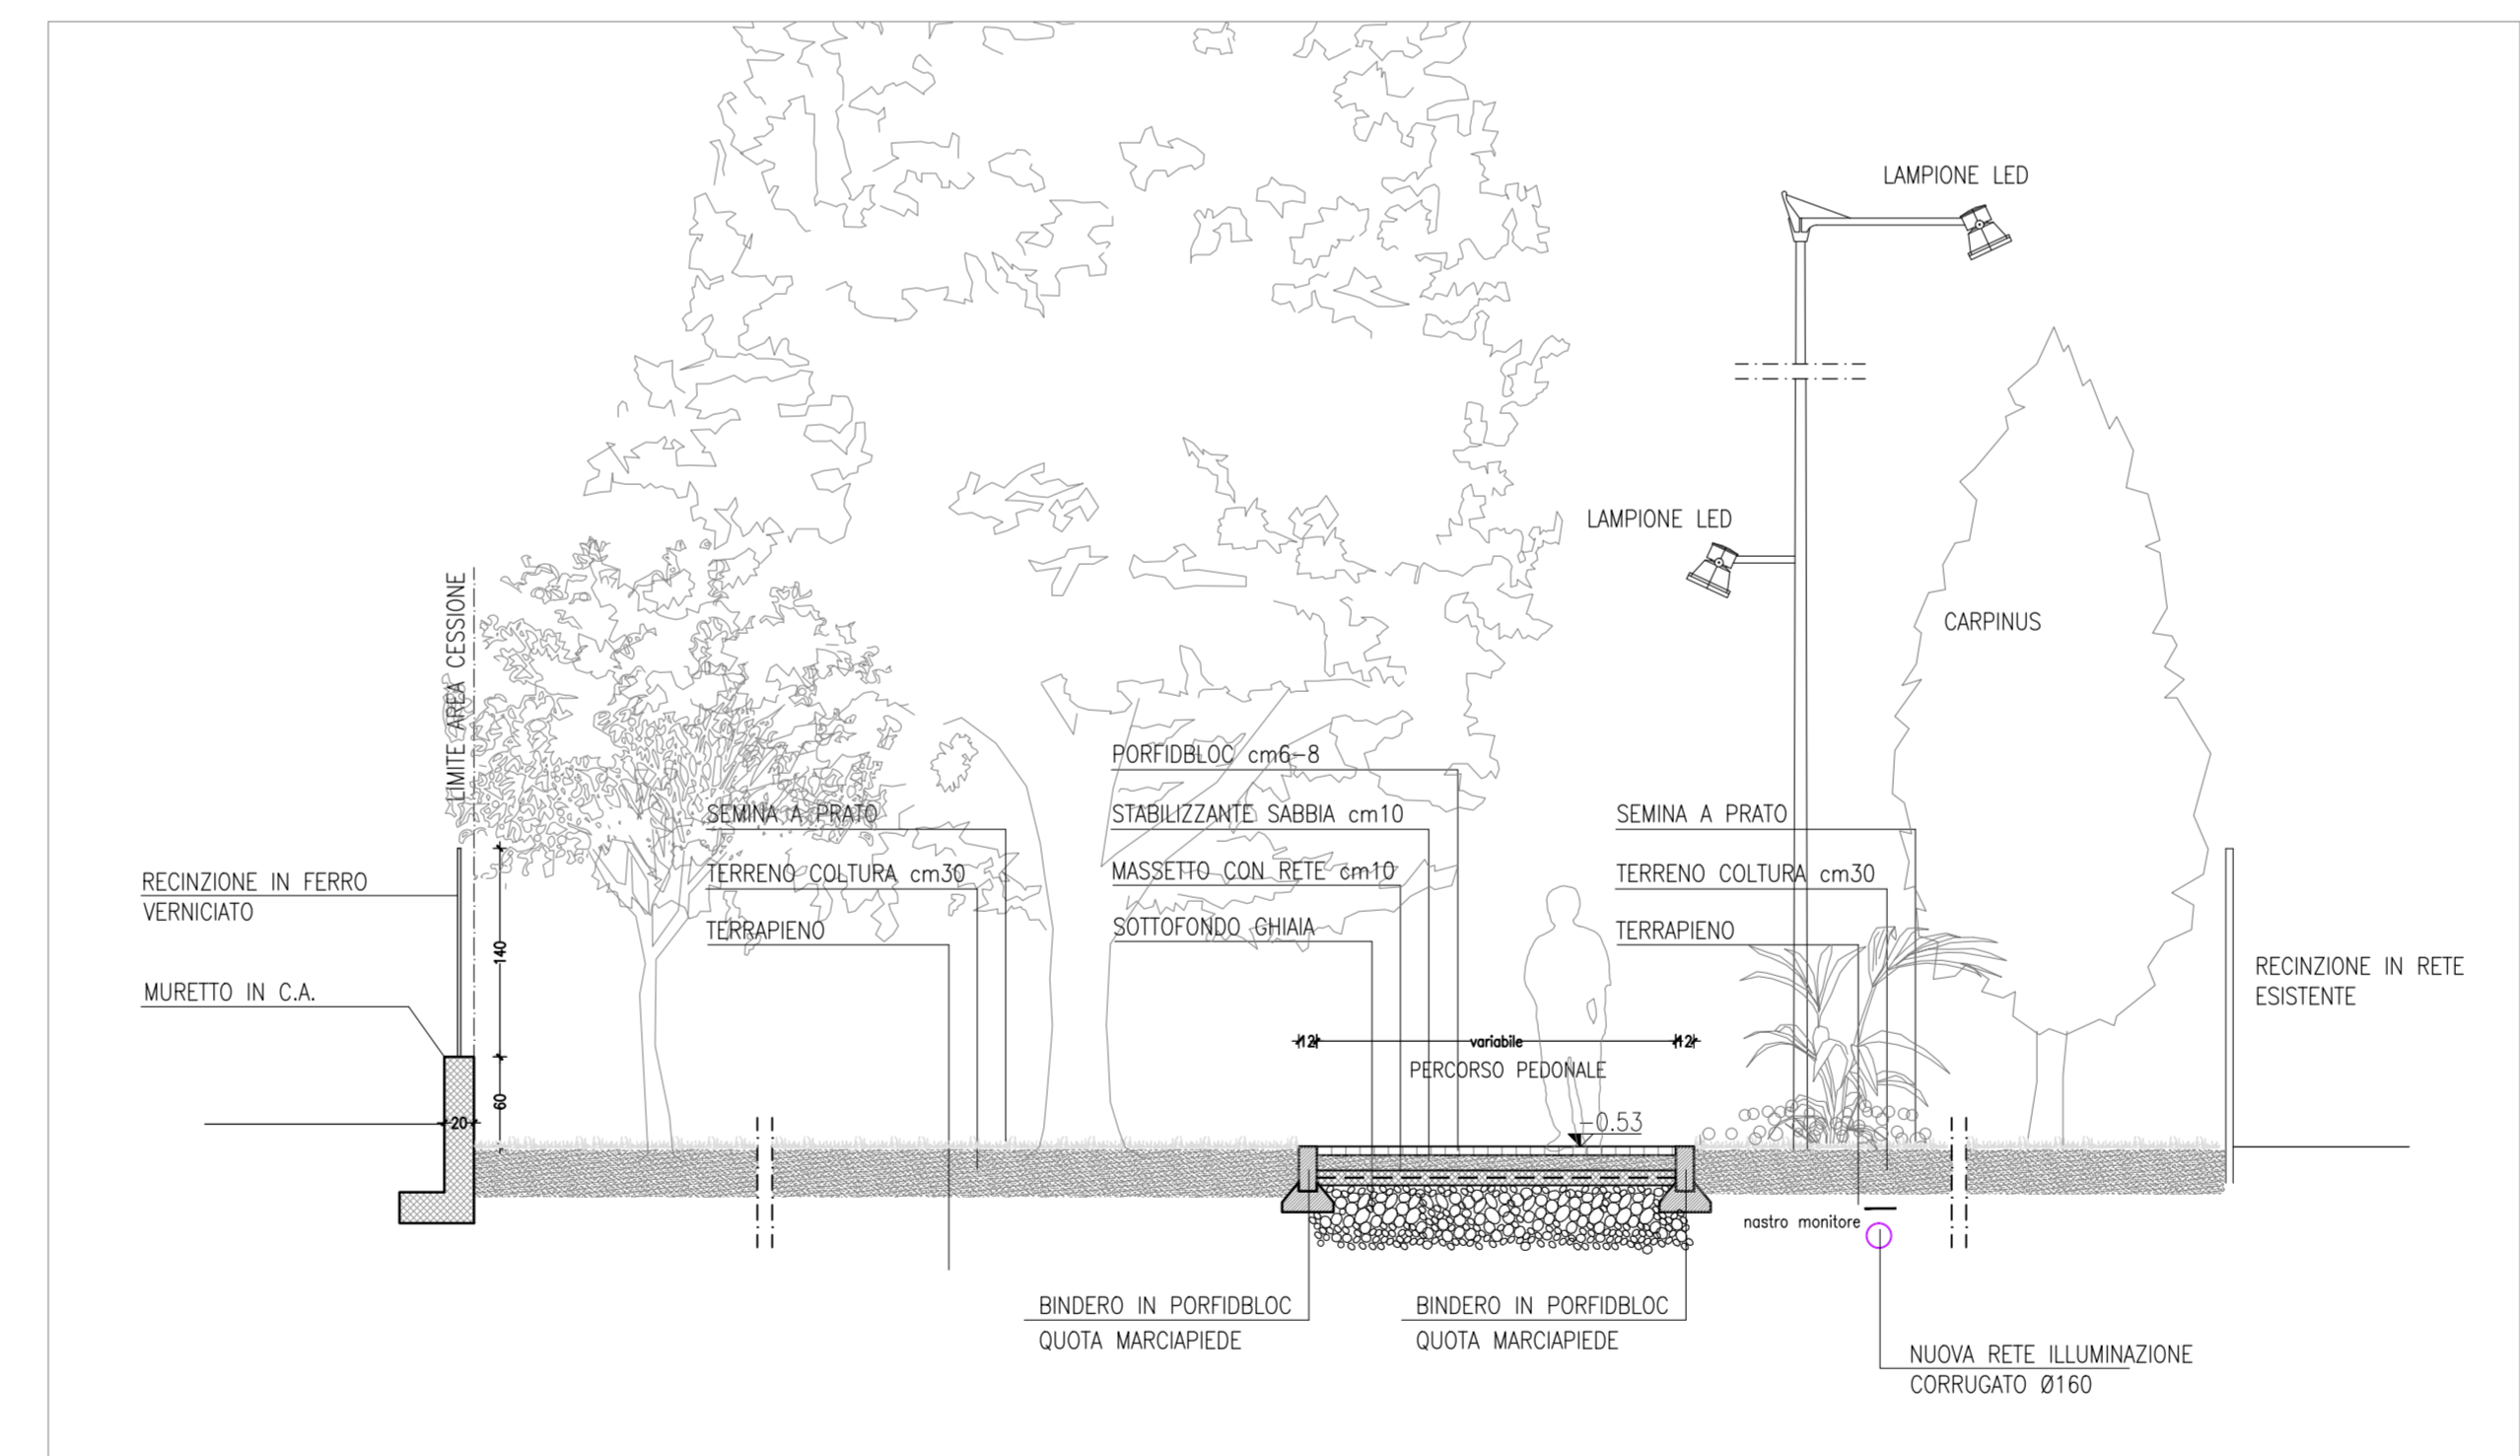 LAMPIONE LED
LAMPIONE LED
LIMITE AREA CESSIONE
CARPINUS
PORFIDBLOC cm6-8
SEMINA A PRATO
STABILIZZANTE SABBIA cm10
SEMINA A PRATO
TERRENO COLTURA cm30
MASSETTO CON RETE cm10
TERRENO COLTURA cm30
RECINZIONE IN FERRO
VERNICIATO
TERRAPIENO
SOTTOFONDO GHIAIA
TERRAPIENO
140
RECINZIONE IN RETE
ESISTENTE
MURETTO IN C.A.
12
variabile
12
PERCORSO PEDONALE
60
20
-0.53
nastro monitore
BINDERO IN PORFIDBLOC
QUOTA MARCIAPIEDE
BINDERO IN PORFIDBLOC
QUOTA MARCIAPIEDE
NUOVA RETE ILLUMINAZIONE
CORRUGATO Ø160